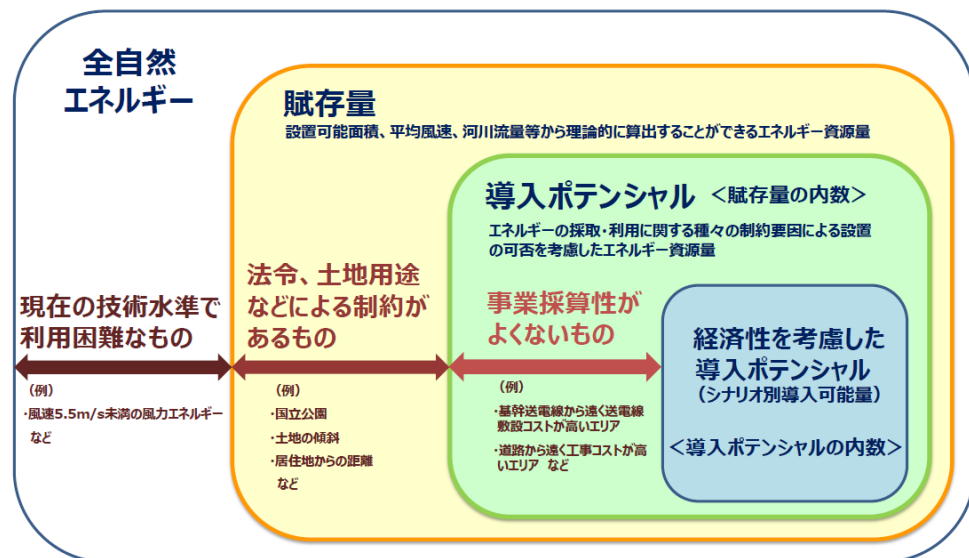 全自然
エネルギー
賦存量
設置可能面積、平均風速、河川流量等から理論的に算出することができるエネルギー資源量
導入ポテンシャル <賦存量の内数>
エネルギーの採取・利用に関する種々の制約要因による設置
の可否を考慮したエネルギー資源量
現在の技術水準で
利用困難なもの
(例)
・風速5.5m/s未満の風力エネルギー
など
法令、土地用途
などによる制約が
あるもの
(例)
・国立公園
・土地の傾斜
・居住地からの距離
など
事業採算性が
よくないもの
(例)
・基幹送電線から遠く送電線
敷設コストが高いエリア
・道路から遠く工事コストが高
いエリア など
経済性を考慮した
導入ポテンシャル
(シナリオ別導入可能量)
<導入ポテンシャルの内数>